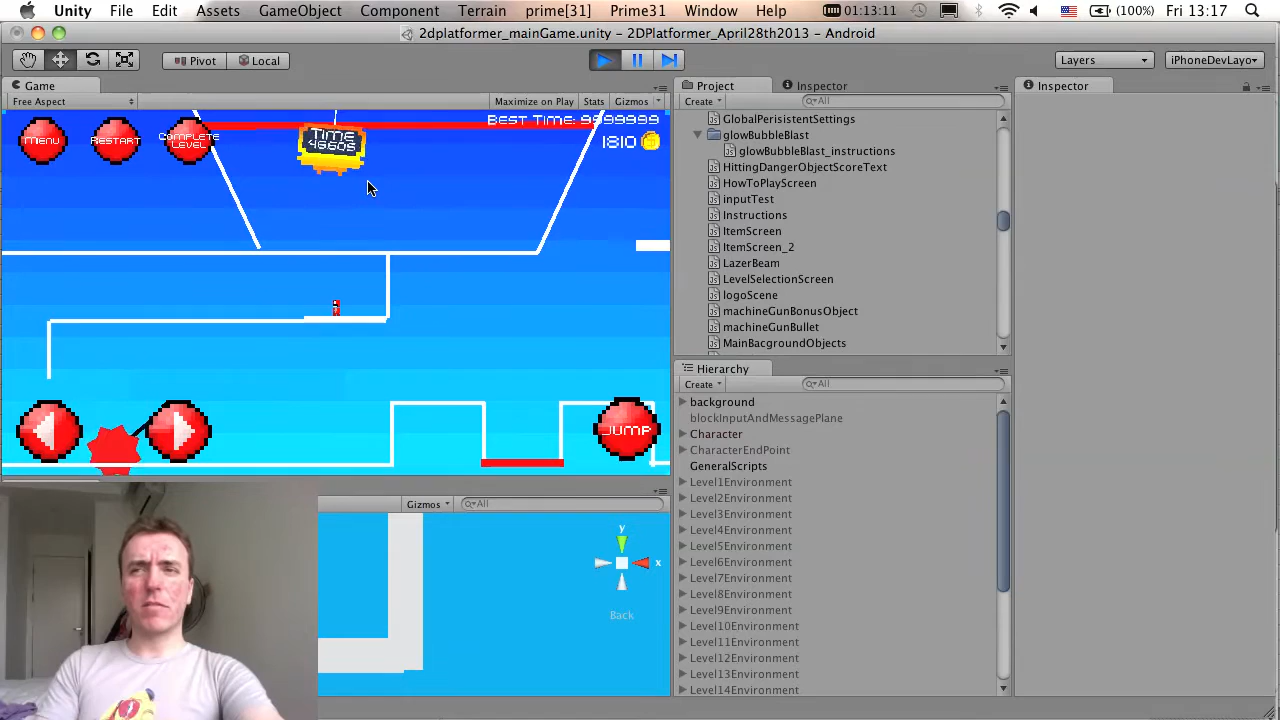 Unity File Edit Assets GameObject Component Terrain prime[31] Prime31 Window Help 01:13:11 (100%) Fri 13:17
2dplatformer_mainGame.unity - 2DPlatformer_April28th2013 - Android
Pivot Local Layers iPhoneDevLayo
Game Project Inspector Inspector
Free Aspect Maximize on Play Stats Gizmos Create All
BEST TIME: 9999999
MENU RESTART COMPLETE LEVEL
TIME
1810
GlobalPerisistentSettings
glowBubbleBlast
glowBubbleBlast_instructions
HittingDangerObjectScoreText
HowToPlayScreen
inputTest
Instructions
ItemScreen
ItemScreen_2
LazerBeam
LevelSelectionScreen
logoScene
machineGunBonusObject
machineGunBullet
MainBacgroundObjects
Hierarchy
Create All
background
blockInputAndMessagePlane
Character
CharacterEndPoint
GeneralScripts
Level1Environment
Level2Environment
Level3Environment
Level4Environment
Level5Environment
Level6Environment
Level7Environment
Level8Environment
Level9Environment
Level10Environment
Level11Environment
Level12Environment
Level13Environment
Level14Environment
JUMP
Gizmos All
y
x
Back